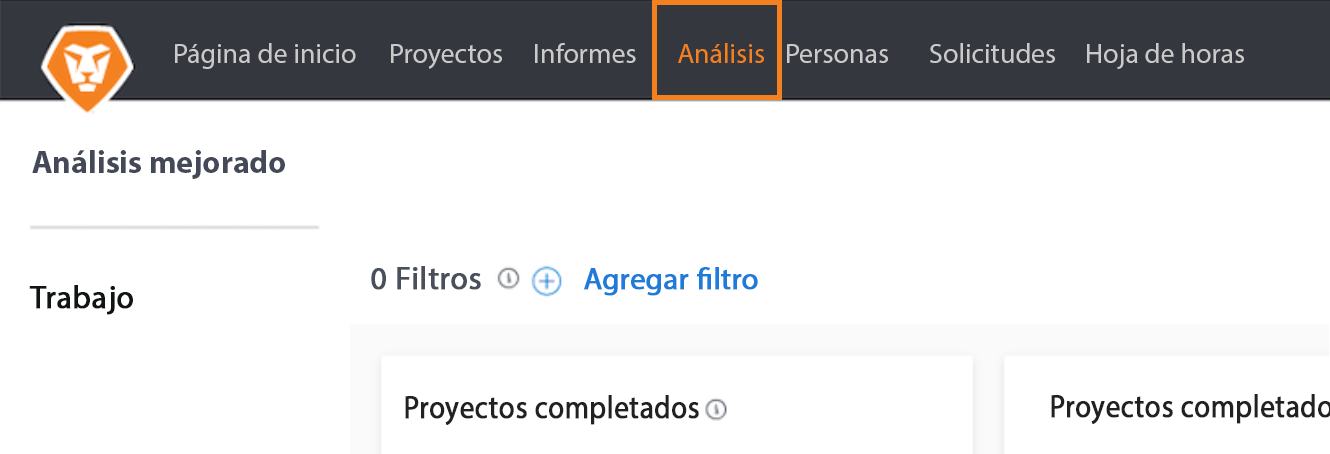 Página de inicio Proyectos Informes Análisis Personas Solicitudes Hoja de horas
Análisis mejorado
0 Filtros Agregar filtro
Trabajo
Proyectos completados Proyectos completado